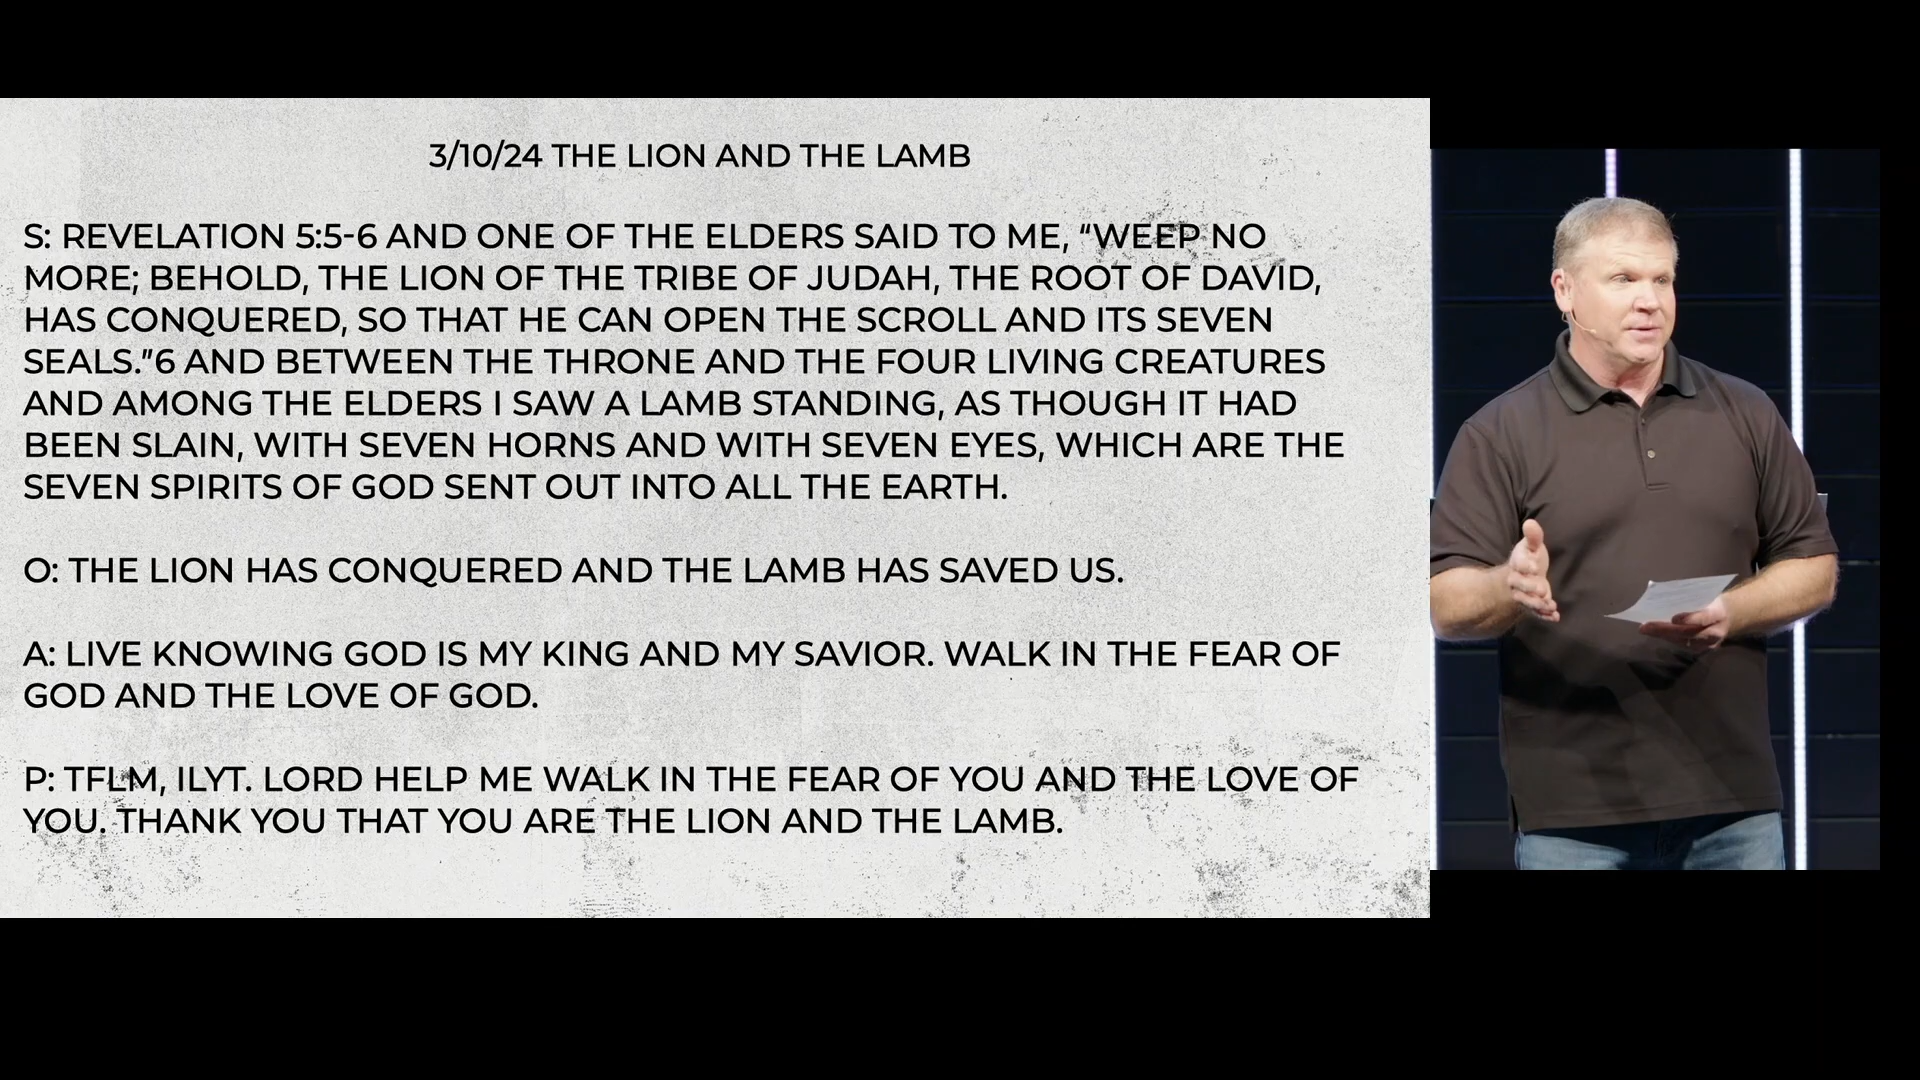 3/10/24 THE LION AND THE LAMB
S: REVELATION 5:5-6 AND ONE OF THE ELDERS SAID TO ME, “WEEP NO
MORE; BEHOLD, THE LION OF THE TRIBE OF JUDAH, THE ROOT OF DAVID,
HAS CONQUERED, SO THAT HE CAN OPEN THE SCROLL AND ITS SEVEN
SEALS.”6 AND BETWEEN THE THRONE AND THE FOUR LIVING CREATURES
AND AMONG THE ELDERS I SAW A LAMB STANDING, AS THOUGH IT HAD
BEEN SLAIN, WITH SEVEN HORNS AND WITH SEVEN EYES, WHICH ARE THE
SEVEN SPIRITS OF GOD SENT OUT INTO ALL THE EARTH.
O: THE LION HAS CONQUERED AND THE LAMB HAS SAVED US.
A: LIVE KNOWING GOD IS MY KING AND MY SAVIOR. WALK IN THE FEAR OF
GOD AND THE LOVE OF GOD.
P: TFLM, ILYT. LORD HELP ME WALK IN THE FEAR OF YOU AND THE LOVE OF
YOU. THANK YOU THAT YOU ARE THE LION AND THE LAMB.